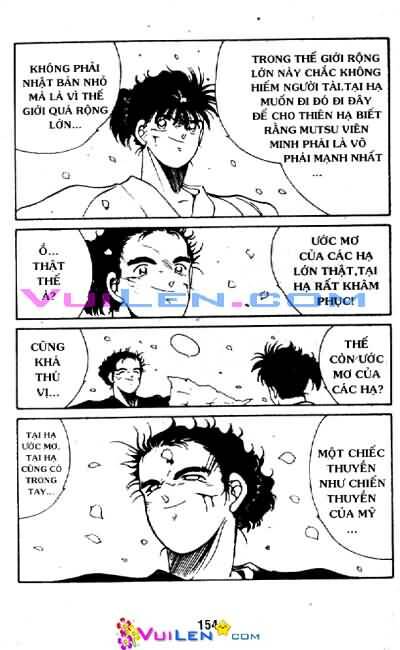 KHÔNG PHẢI
NHẬT BẢN NHỎ
MÀ LÀ VÌ THẾ
GIỚI QUÁ RỘNG
LỚN...
TRONG THẾ GIỚI RỘNG
LỚN NÀY CHẮC KHÔNG
HIẾM NGƯỜI TÀI,TẠI HẠ
MUỐN ĐI ĐÓ ĐI ĐÂY
ĐỂ CHO THIÊN HẠ BIẾT
RẰNG MUTSU VIÊN
MINH PHÁI LÀ VÕ
PHÁI MẠNH NHẤT
...
Ồ...
THẬT
THẾ
À?
ƯỚC MƠ
CỦA CÁC HẠ
LỚN THẬT,TẠI
HẠ RẤT KHÂM
PHỤC!
VUILEN.COM
CŨNG
KHÁ
THÚ
VỊ...
THẾ
CÒN ƯỚC
MƠ CỦA
CÁC HẠ?
TẠI HẠ
ƯỚC MƠ,
TẠI HẠ
CŨNG CÓ
TRONG
TAY...
MỘT CHIẾC
THUYỀN
NHƯ CHIẾN
THUYỀN
CỦA MỸ
...
154
VUILEN
.COM